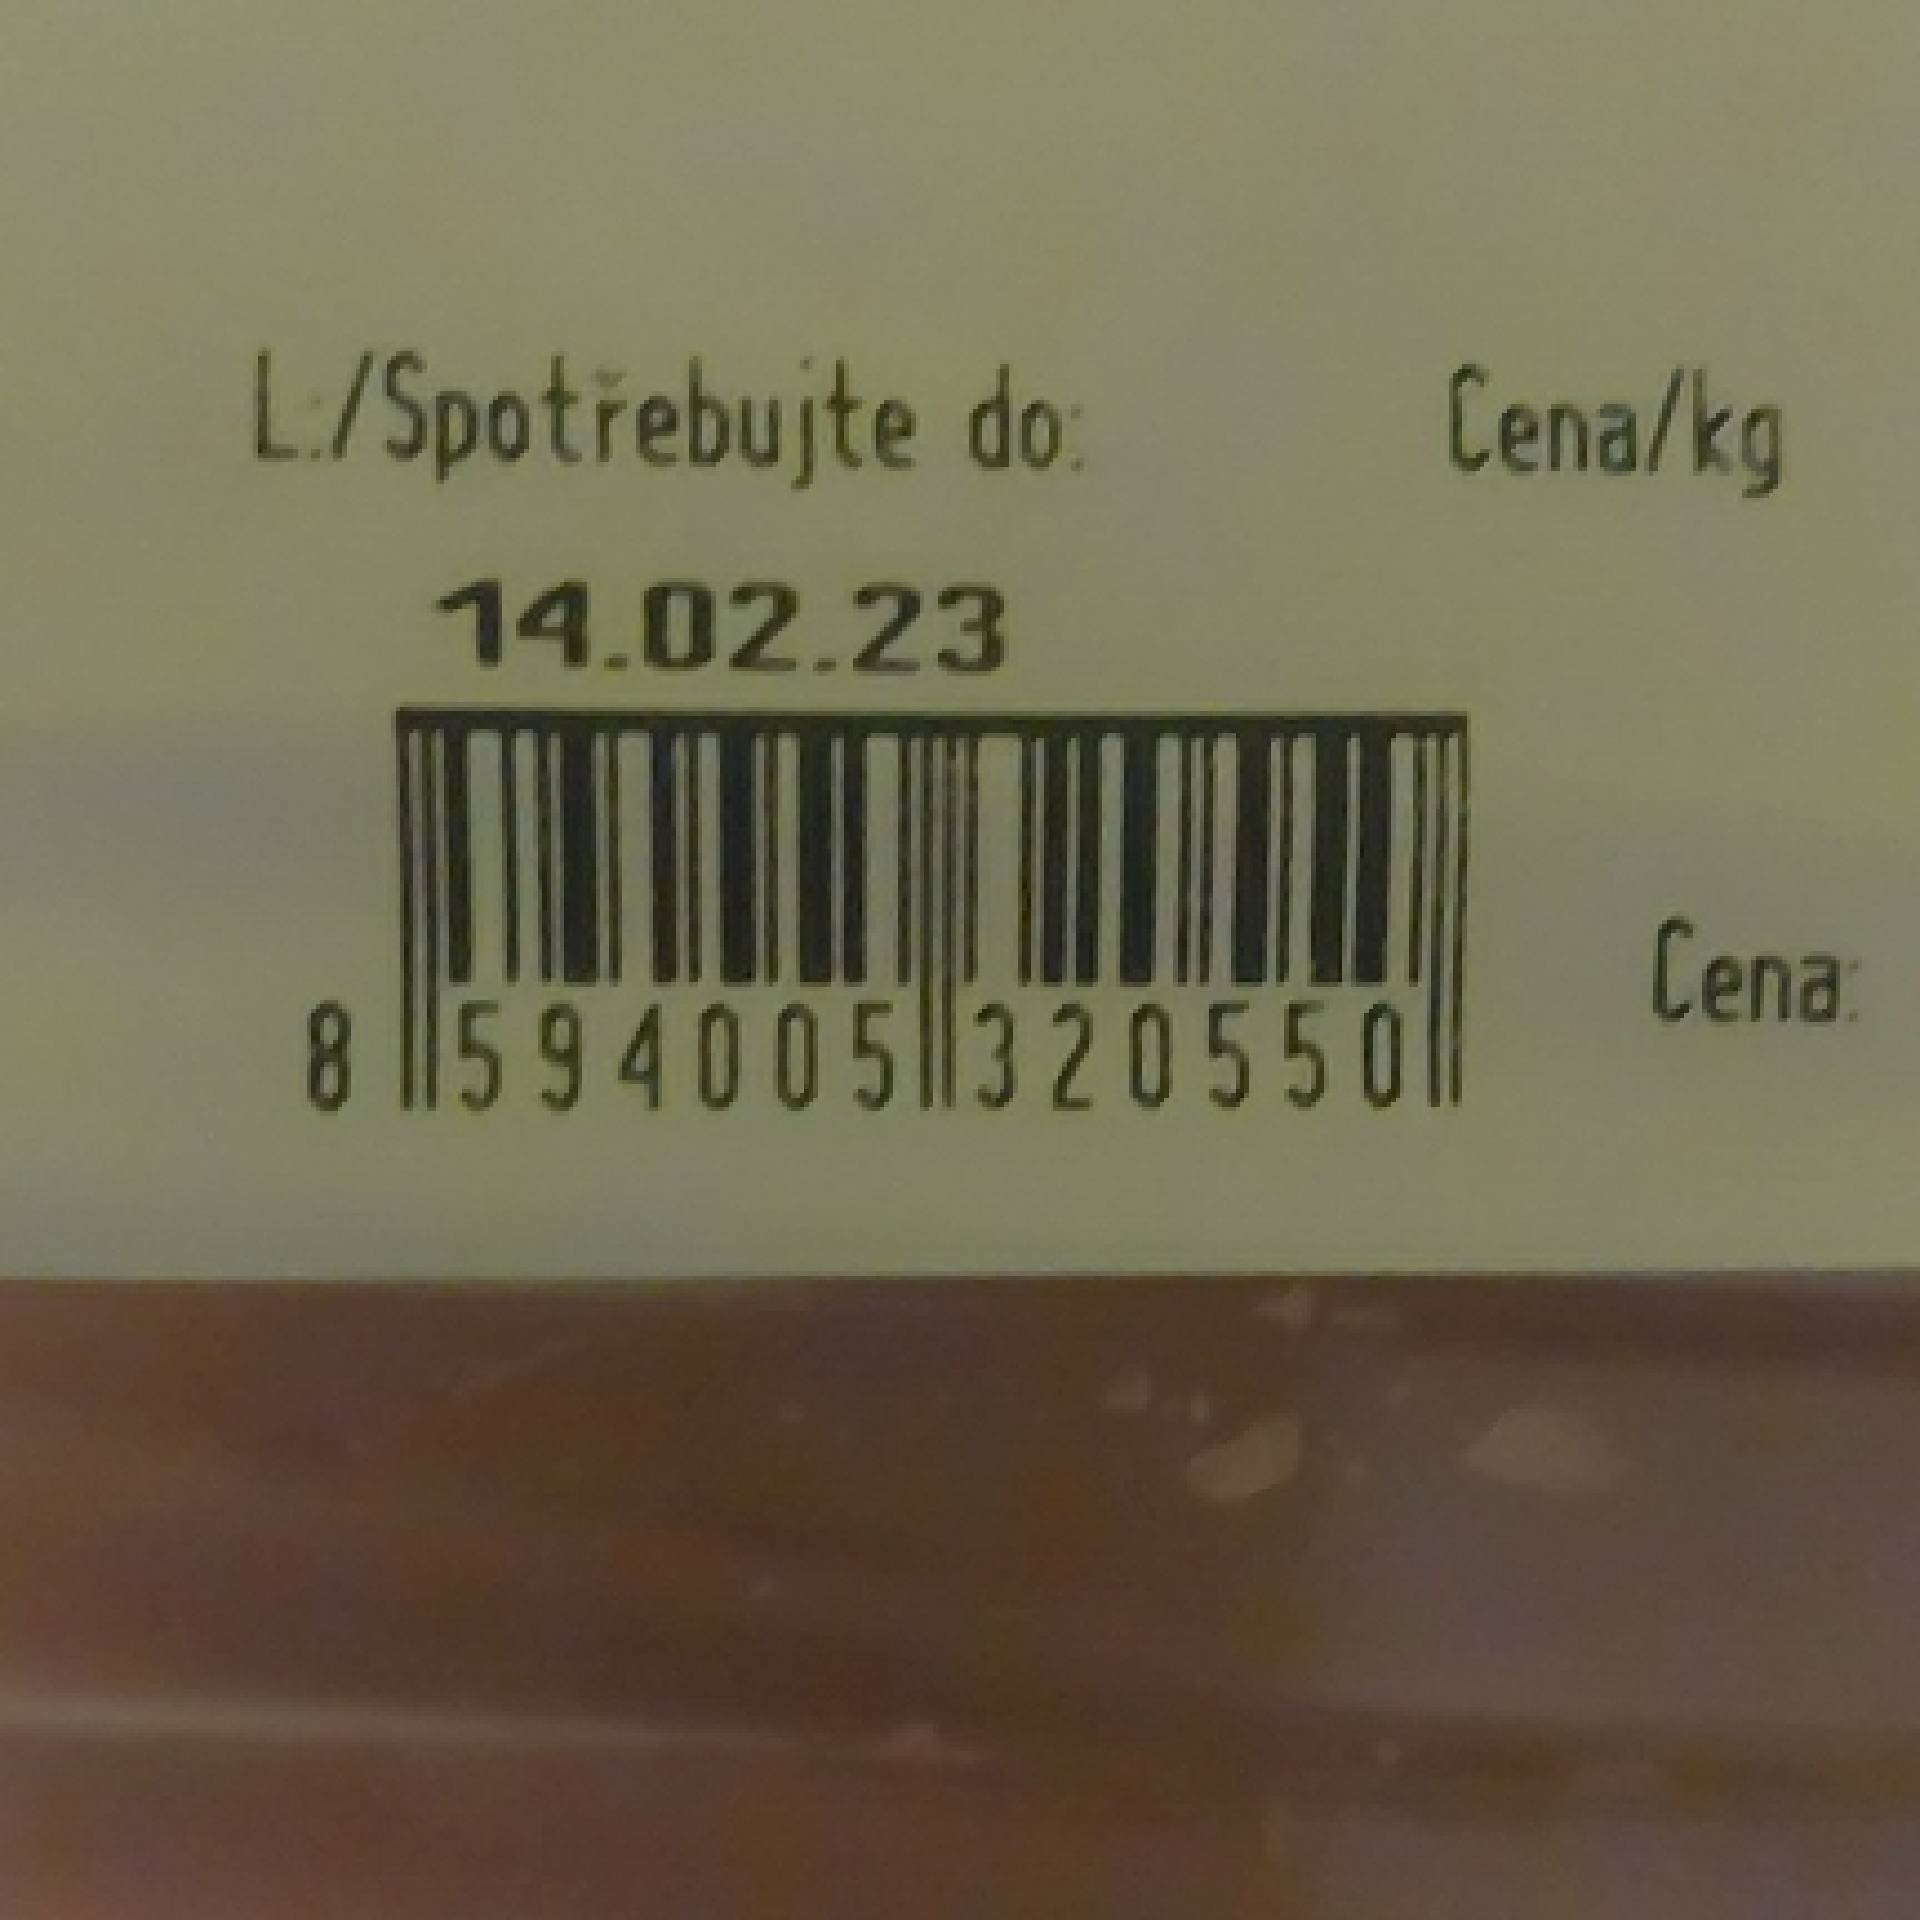 L:/Spotřebujte do: Cena/kg
14.02.23
Cena:
8 594005 320550